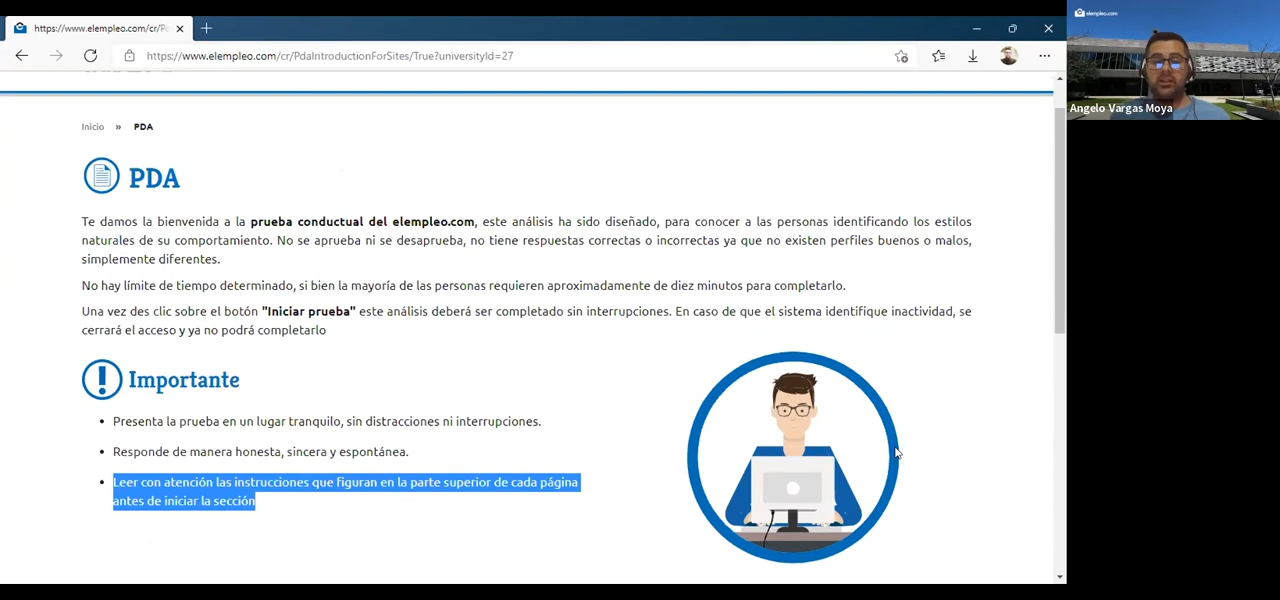 https://www.elempleo.com/cr/P
https://www.elempleo.com/cr/PdaIntroductionForSites/True?universityId=27
elempleo.com
Angelo Vargas Moya
Inicio » PDA
PDA
Te damos la bienvenida a la prueba conductual del elempleo.com, este análisis ha sido diseñado, para conocer a las personas identificando los estilos
naturales de su comportamiento. No se aprueba ni se desaprueba, no tiene respuestas correctas o incorrectas ya que no existen perfiles buenos o malos,
simplemente diferentes.
No hay límite de tiempo determinado, si bien la mayoría de las personas requieren aproximadamente de diez minutos para completarlo.
Una vez des clic sobre el botón "Iniciar prueba" este análisis deberá ser completado sin interrupciones. En caso de que el sistema identifique inactividad, se
cerrará el acceso y ya no podrá completarlo
Importante
• Presenta la prueba en un lugar tranquilo, sin distracciones ni interrupciones.
• Responde de manera honesta, sincera y espontánea.
• Leer con atención las instrucciones que figuran en la parte superior de cada página
antes de iniciar la sección